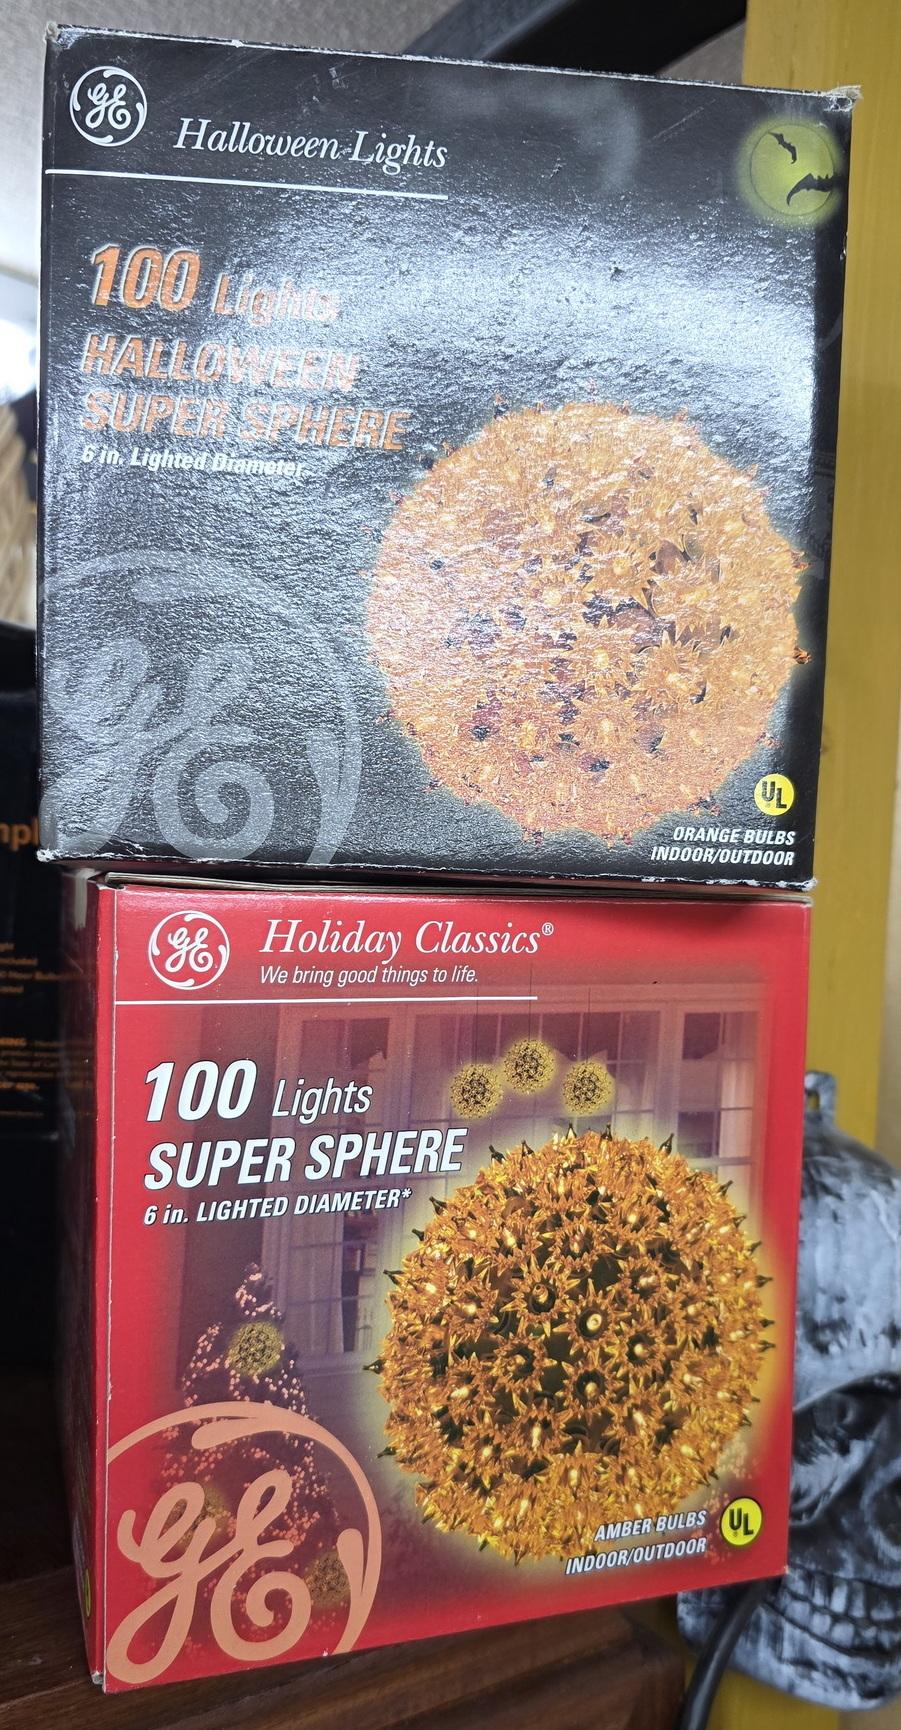 GE
Halloween Lights
100 Lights
HALLOWEEN
SUPER SPHERE
6 in. Lighted Diameter
GE
UL
ORANGE BULBS
INDOOR/OUTDOOR
GE
Holiday Classics®
We bring good things to life.
100 Lights
SUPER SPHERE
6 in. LIGHTED DIAMETER*
GE
AMBER BULBS
INDOOR/OUTDOOR
UL